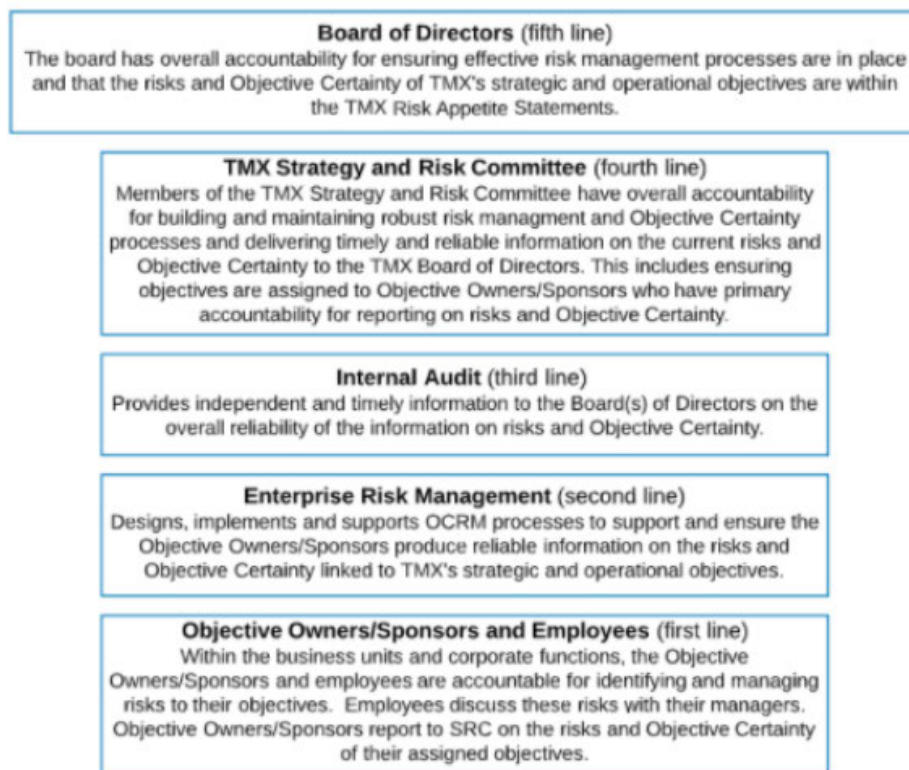 Board of Directors (fifth line)
The board has overall accountability for ensuring effective risk management processes are in place
and that the risks and Objective Certainty of TMX's strategic and operational objectives are within
the TMX Risk Appetite Statements.
TMX Strategy and Risk Committee (fourth line)
Members of the TMX Strategy and Risk Committee have overall accountability
for building and maintaining robust risk managment and Objective Certainty
processes and delivering timely and reliable information on the current risks and
Objective Certainty to the TMX Board of Directors. This includes ensuring
objectives are assigned to Objective Owners/Sponsors who have primary
accountability for reporting on risks and Objective Certainty.
Internal Audit (third line)
Provides independent and timely information to the Board(s) of Directors on the
overall reliability of the information on risks and Objective Certainty.
Enterprise Risk Management (second line)
Designs, implements and supports OCRM processes to support and ensure the
Objective Owners/Sponsors produce reliable information on the risks and
Objective Certainty linked to TMX's strategic and operational objectives.
Objective Owners/Sponsors and Employees (first line)
Within the business units and corporate functions, the Objective
Owners/Sponsors and employees are accountable for identifying and managing
risks to their objectives. Employees discuss these risks with their managers.
Objective Owners/Sponsors report to SRC on the risks and Objective Certainty
of their assigned objectives.